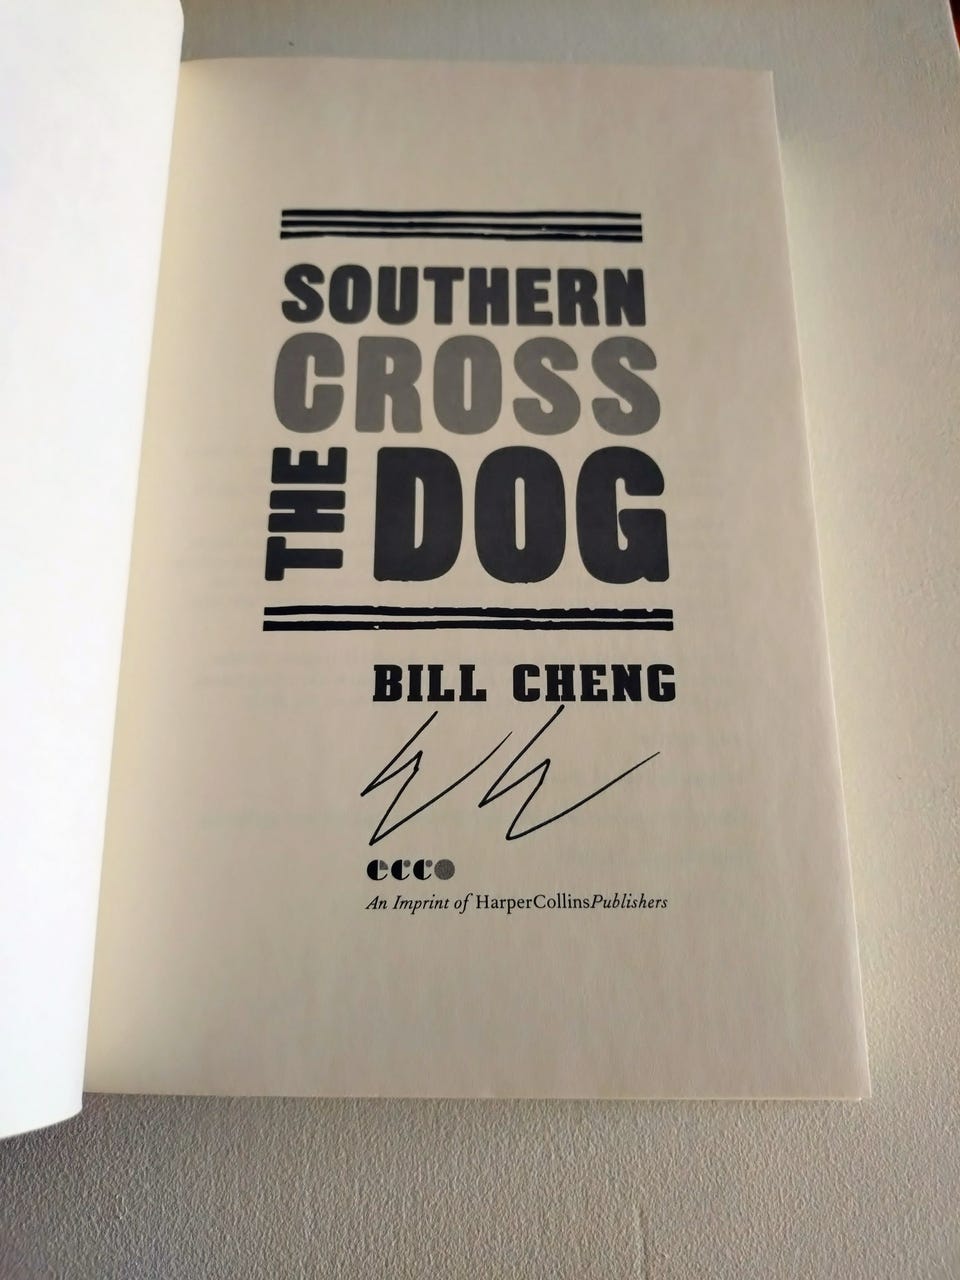 SOUTHERN
CROSS
THE DOG
BILL CHENG
ecco
An Imprint of HarperCollinsPublishers